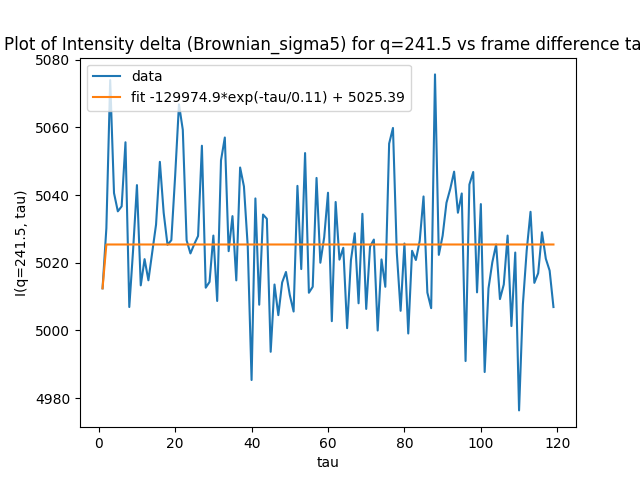 Plot of Intensity delta (Brownian_sigma5) for q=241.5 vs frame difference ta
data
fit -129974.9*exp(-tau/0.11) + 5025.39
5080
5060
5040
5020
5000
4980
I(q=241.5, tau)
0 20 40 60 80 100 120
tau